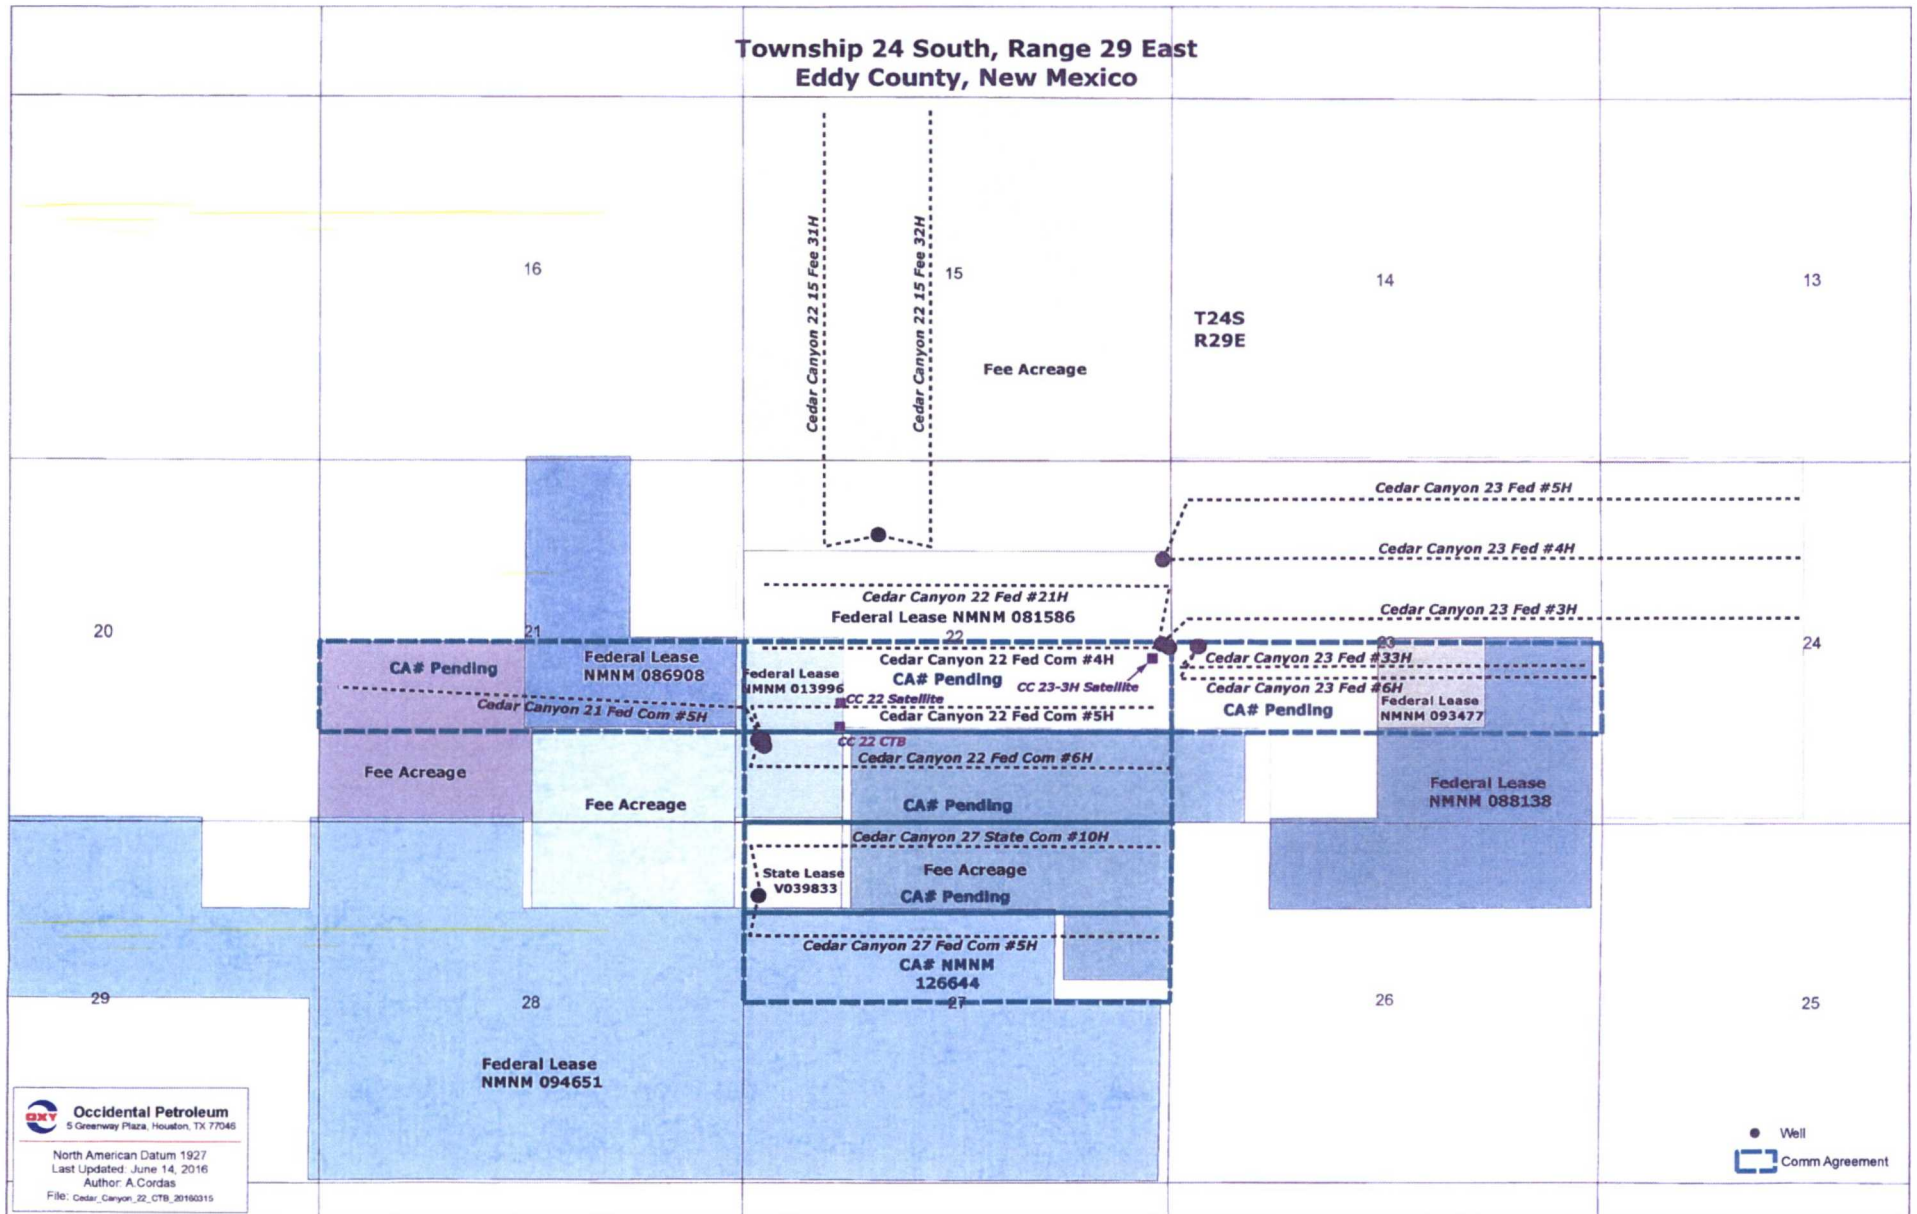 Township 24 South, Range 29 East
Eddy County, New Mexico
16
15
14
13
Cedar Canyon 22 15 Fee 31H
Cedar Canyon 22 15 Fee 32H
T24S
R29E
Fee Acreage
Cedar Canyon 23 Fed #5H
Cedar Canyon 23 Fed #4H
Cedar Canyon 22 Fed #21H
Federal Lease NMNM 081586
Cedar Canyon 23 Fed #3H
20
21
22
23
24
CA# Pending
Federal Lease
NMNM 086908
Federal Lease
NMNM 013996
Cedar Canyon 22 Fed Com #4H
CA# Pending
CC 23-3H Satellite
Cedar Canyon 23 Fed #33H
Cedar Canyon 23 Fed #6H
CA# Pending
Federal Lease
NMNM 093477
CC 22 Satellite
Cedar Canyon 21 Fed Com #5H
Cedar Canyon 22 Fed Com #5H
CC 22 CTB
Cedar Canyon 22 Fed Com #6H
Fee Acreage
Fee Acreage
CA# Pending
Federal Lease
NMNM 088138
Cedar Canyon 27 State Com #10H
State Lease
V039833
Fee Acreage
CA# Pending
Cedar Canyon 27 Fed Com #5H
CA# NMNM
126644
29
28
27
26
25
Federal Lease
NMNM 094651
OXY
Occidental Petroleum
5 Greenway Plaza, Houston, TX 77046
North American Datum 1927
Last Updated: June 14, 2016
Author: A.Cordas
File: Cedar_Canyon_22_CTB_20160315
Well
Comm Agreement